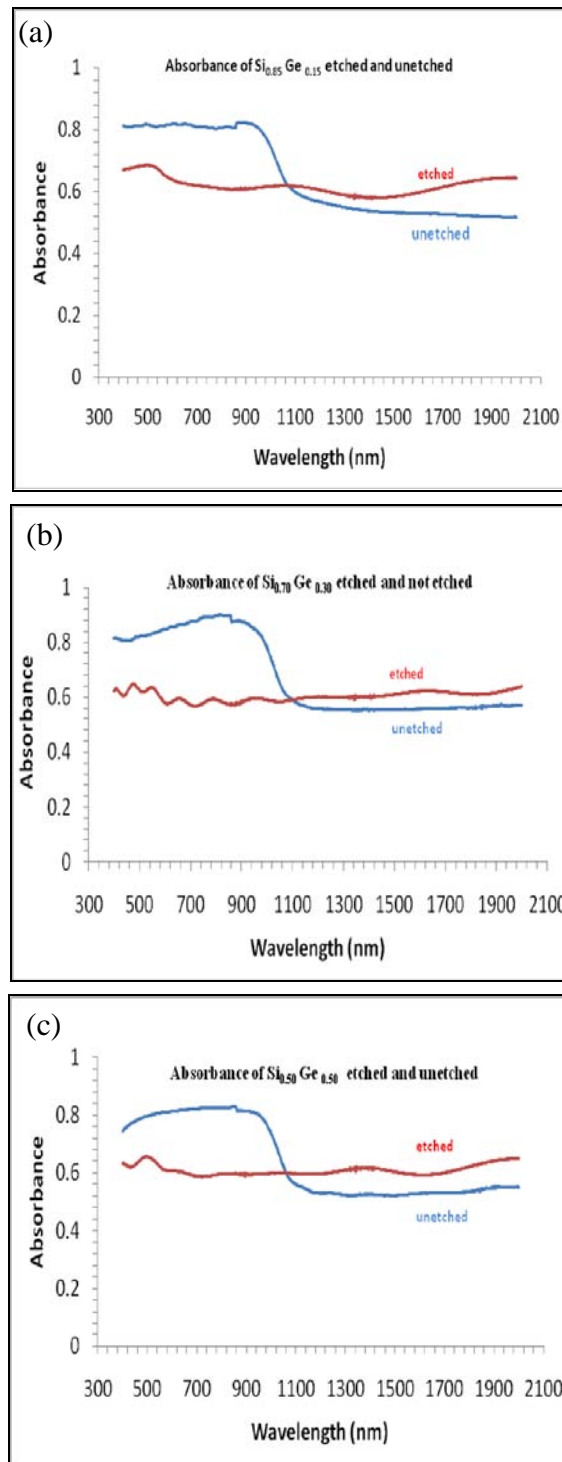 (a)
Absorbance of Si0.85 Ge 0.15 etched and unetched
1
0.8
0.6
0.4
0.2
0
Absorbance
etched
unetched
300 500 700 900 1100 1300 1500 1700 1900 2100
Wavelength (nm)
(b)
Absorbance of Si0.70 Ge 0.30 etched and not etched
1
0.8
0.6
0.4
0.2
0
Absorbance
etched
unetched
300 500 700 900 1100 1300 1500 1700 1900 2100
Wavelength (nm)
(c)
Absorbance of Si0.50 Ge 0.50 etched and unetched
1
0.8
0.6
0.4
0.2
0
Absorbance
etched
unetched
300 500 700 900 1100 1300 1500 1700 1900 2100
Wavelength (nm)